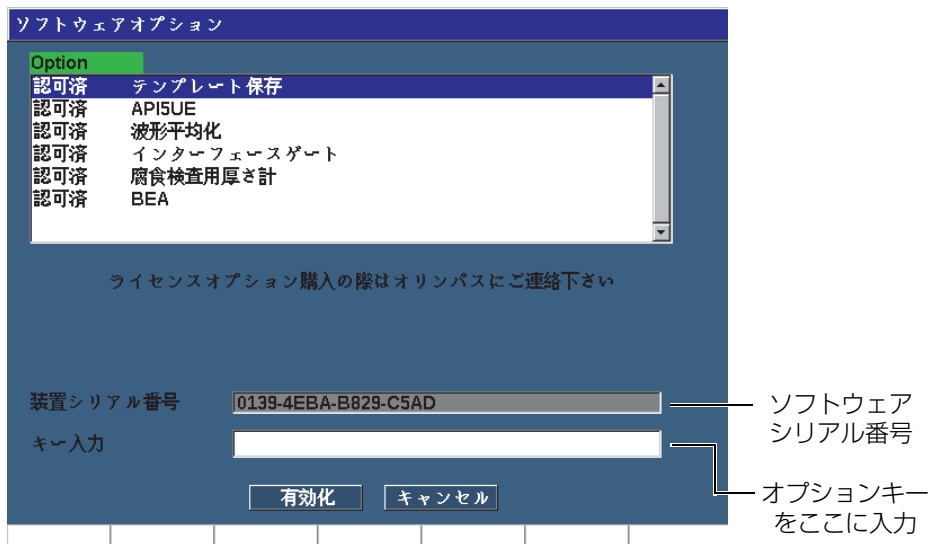 ソフトウェアオプション
Option
認可済 テンプレート保存
認可済 API5UE
認可済 波形平均化
認可済 インターフェースゲート
認可済 腐食検査用厚さ計
認可済 BEA
ライセンスオプション購入の際はオリンパスにご連絡下さい
装置シリアル番号 0139-4EBA-B829-C5AD
ソフトウェア
シリアル番号
キー入力
有効化 キャンセル
オプションキー
をここに入力